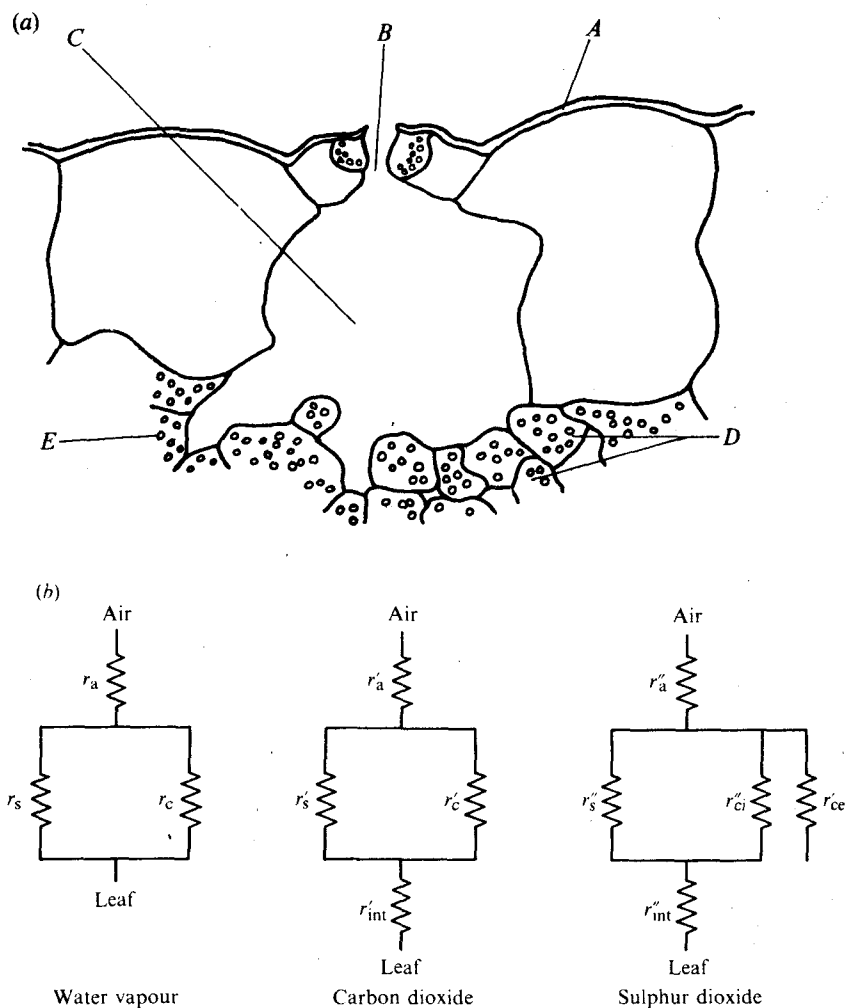 (a)
C
B
A
E
D
(b)
Air
Air
Air
r_a
r'_a
r''_a
r_s
r_c
r'_s
r'_c
r''_s
r''_ci
r'_ce
Leaf
r'_int
r''_int
Leaf
Leaf
Water vapour
Carbon dioxide
Sulphur dioxide